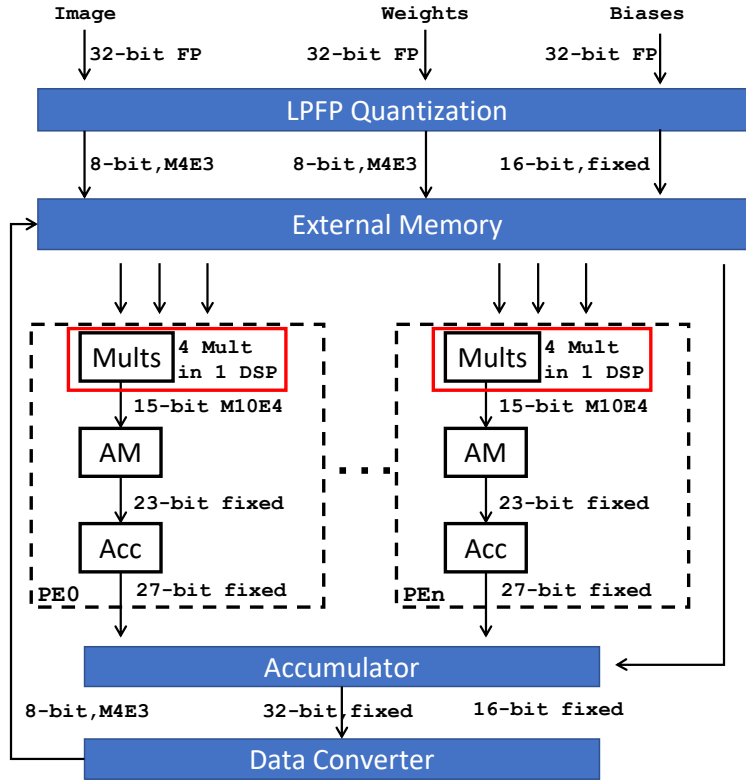 Image Weights Biases
32-bit FP 32-bit FP 32-bit FP
LPFP Quantization
8-bit,M4E3 8-bit,M4E3 16-bit,fixed
External Memory
Mults 4 Mult in 1 DSP Mults 4 Mult in 1 DSP
15-bit M10E4 15-bit M10E4
AM AM
...
23-bit fixed 23-bit fixed
Acc Acc
PE0 27-bit fixed PEn 27-bit fixed
Accumulator
8-bit,M4E3 32-bit,fixed 16-bit fixed
Data Converter